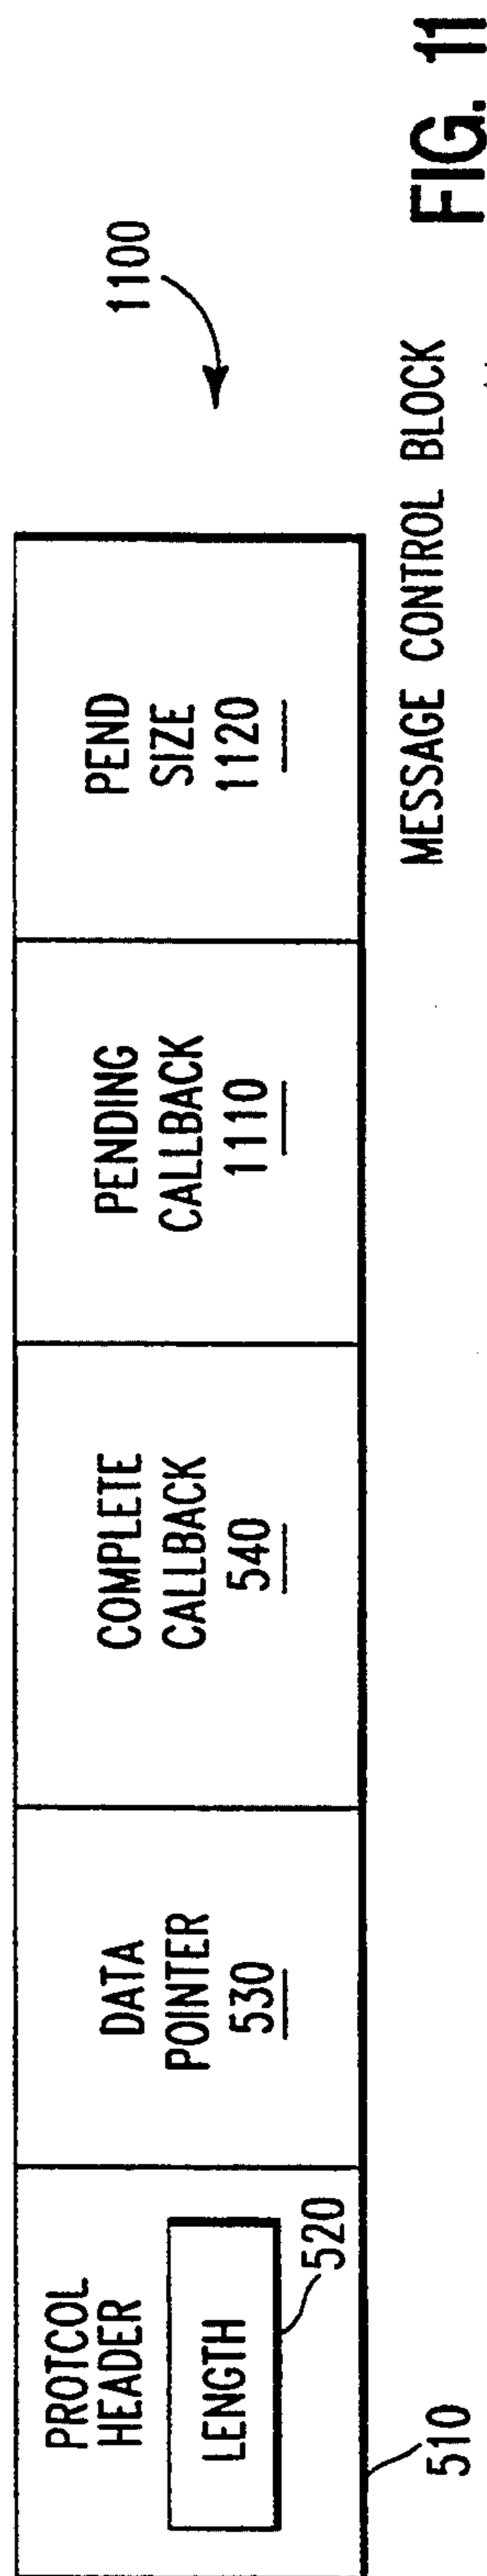 PROTCOL
HEADER
LENGTH
520
510
DATA
POINTER
530
COMPLETE
CALLBACK
540
PENDING
CALLBACK
1110
PEND
SIZE
1120
1100
MESSAGE CONTROL BLOCK
FIG. 11